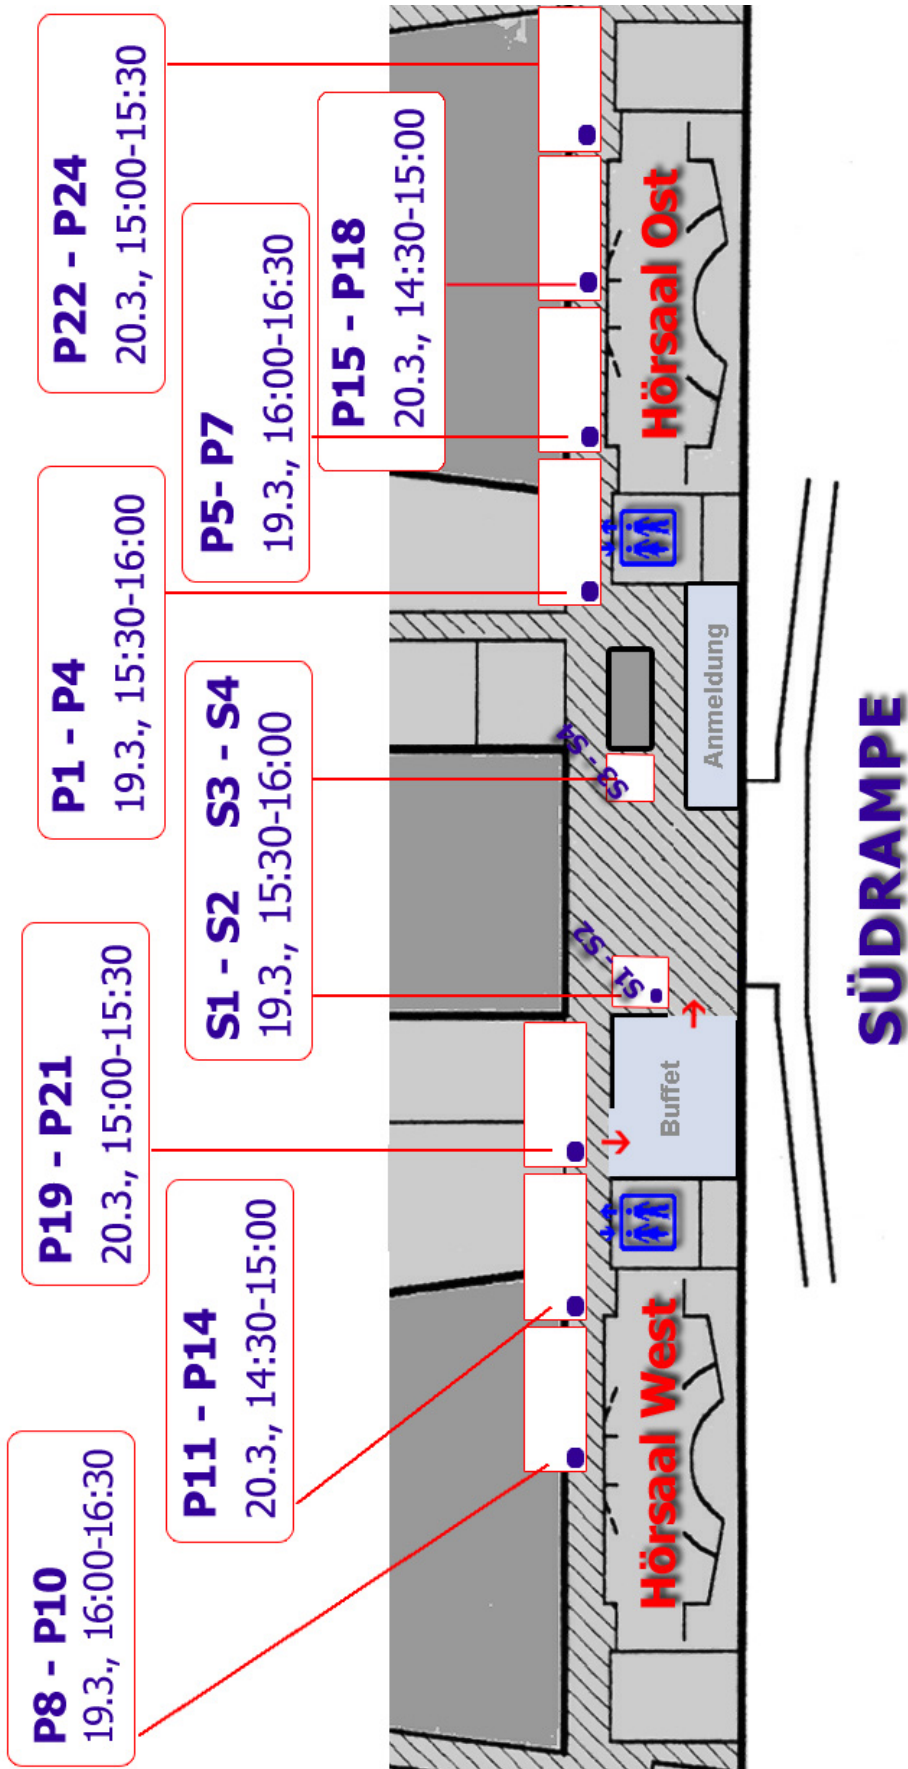 P8 - P10
19.3., 16:00-16:30
P11 - P14
20.3., 14:30-15:00
P19 - P21
20.3., 15:00-15:30
S1 - S2 S3 - S4
19.3., 15:30-16:00
P1 - P4
19.3., 15:30-16:00
P5- P7
19.3., 16:00-16:30
P15 - P18
20.3., 14:30-15:00
P22 - P24
20.3., 15:00-15:30
S1 - S2
S3 - S4
Hörsaal West
Buffet
Anmeldung
Hörsaal Ost
SÜDRAMPE